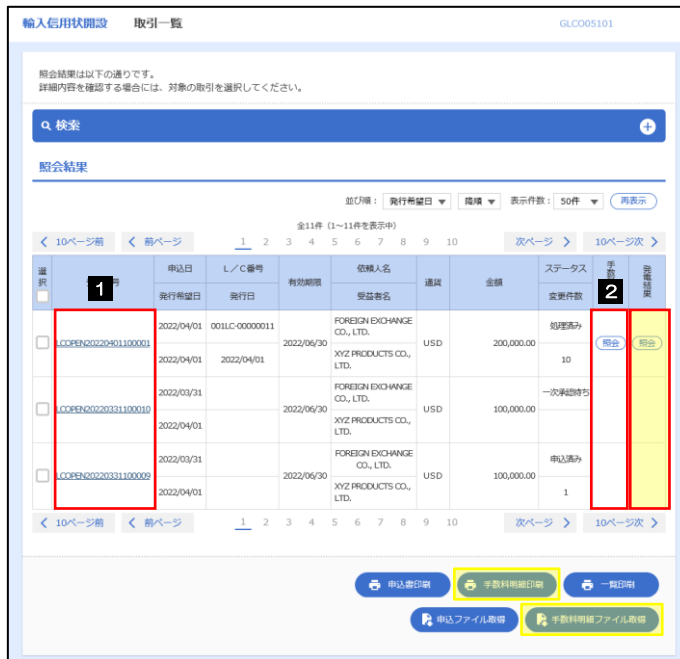 輸入信用状開設 取引一覧 GLCO05101
照会結果は以下の通りです。
詳細内容を確認する場合には、対象の取引を選択してください。
検索
照会結果
並び順： 発行希望日 降順 表示件数： 50件 再表示
全11件（1～11件を表示中）
10ページ前 前ページ 1 2 3 4 5 6 7 8 9 10 次ページ 10ページ次
選択 号 申込日 L／C番号 有効期限 依頼人名 通貨 金額 ステータス 手数 発電結果
1 2
発行希望日 発行日 受益者名 変更件数
LCOPEN20220401100001 2022/04/01 001LC-00000011 2022/06/30 FOREIGN EXCHANGE CO., LTD. USD 200,000.00 処理済み 照会 照会
2022/04/01 2022/04/01 XYZ PRODUCTS CO., LTD. 10
LCOPEN20220331100010 2022/03/31 2022/06/30 FOREIGN EXCHANGE CO., LTD. USD 100,000.00 一次承認待ち
2022/04/01 XYZ PRODUCTS CO., LTD.
LCOPEN20220331100009 2022/03/31 2022/06/30 FOREIGN EXCHANGE CO., LTD. USD 100,000.00 申込済み
2022/04/01 XYZ PRODUCTS CO., LTD. 1
10ページ前 前ページ 1 2 3 4 5 6 7 8 9 10 次ページ 10ページ次
申込書印刷 手数料明細印刷 一覧印刷
申込ファイル取得 手数料明細ファイル取得